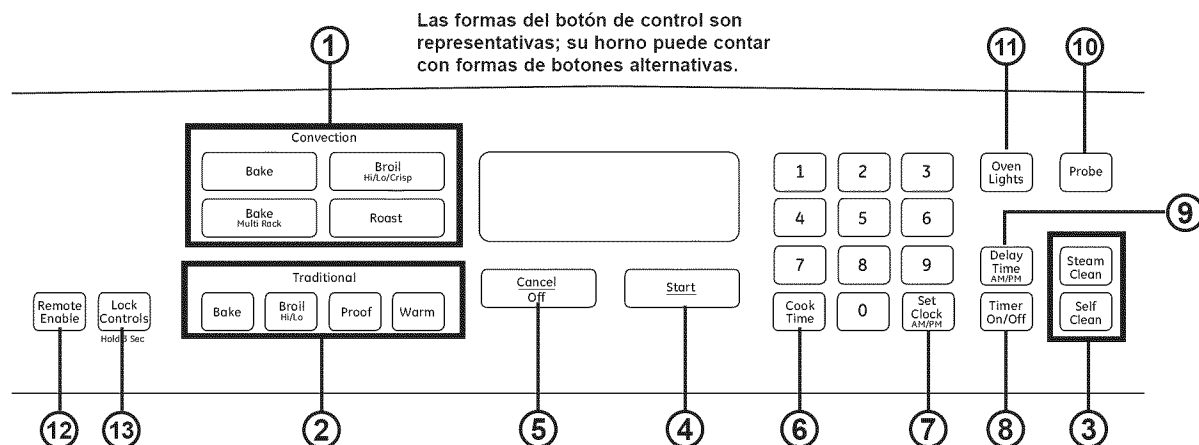 Las formas del botón de control son
representativas; su horno puede contar
con formas de botones alternativas.
1
11
10
Convection
Bake
Broil
Hi/Lo/Crisp
Bake
Multi Rack
Roast
1
2
3
4
5
6
7
8
9
0
Oven
Lights
Probe
9
Traditional
Bake
Broil
Hi/Lo
Proof
Warm
Cancel
Off
Start
Cook
Time
Set
Clock
AM/PM
Delay
Time
AM/PM
Timer
On/Off
Steam
Clean
Self
Clean
Remote
Enable
Lock
Controls
Hold 3 Sec
12
13
2
5
4
6
7
8
3